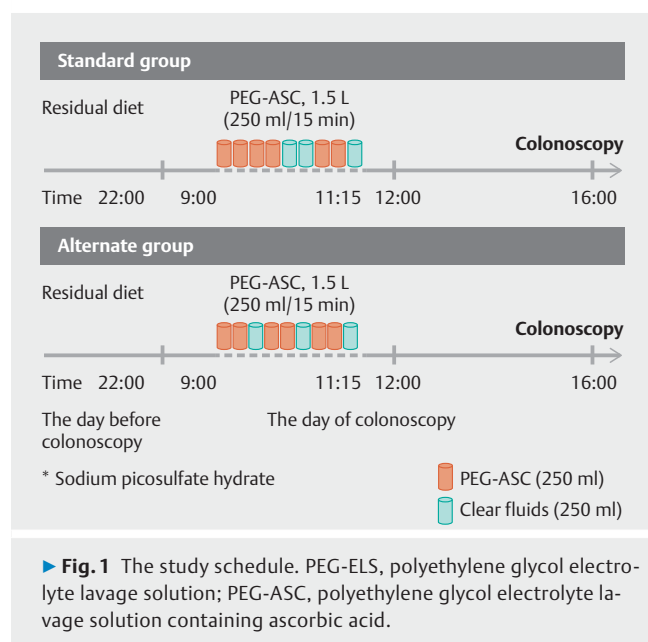 Standard group
Residual diet
PEG-ASC, 1.5 L
(250 ml/15 min)
Colonoscopy
Time 22:00 9:00 11:15 12:00 16:00
Alternate group
Residual diet
PEG-ASC, 1.5 L
(250 ml/15 min)
Colonoscopy
Time 22:00 9:00 11:15 12:00 16:00
The day before
colonoscopy
The day of colonoscopy
* Sodium picosulfate hydrate
PEG-ASC (250 ml)
Clear fluids (250 ml)
▶ Fig. 1 The study schedule. PEG-ELS, polyethylene glycol electro-
lyte lavage solution; PEG-ASC, polyethylene glycol electrolyte la-
vage solution containing ascorbic acid.